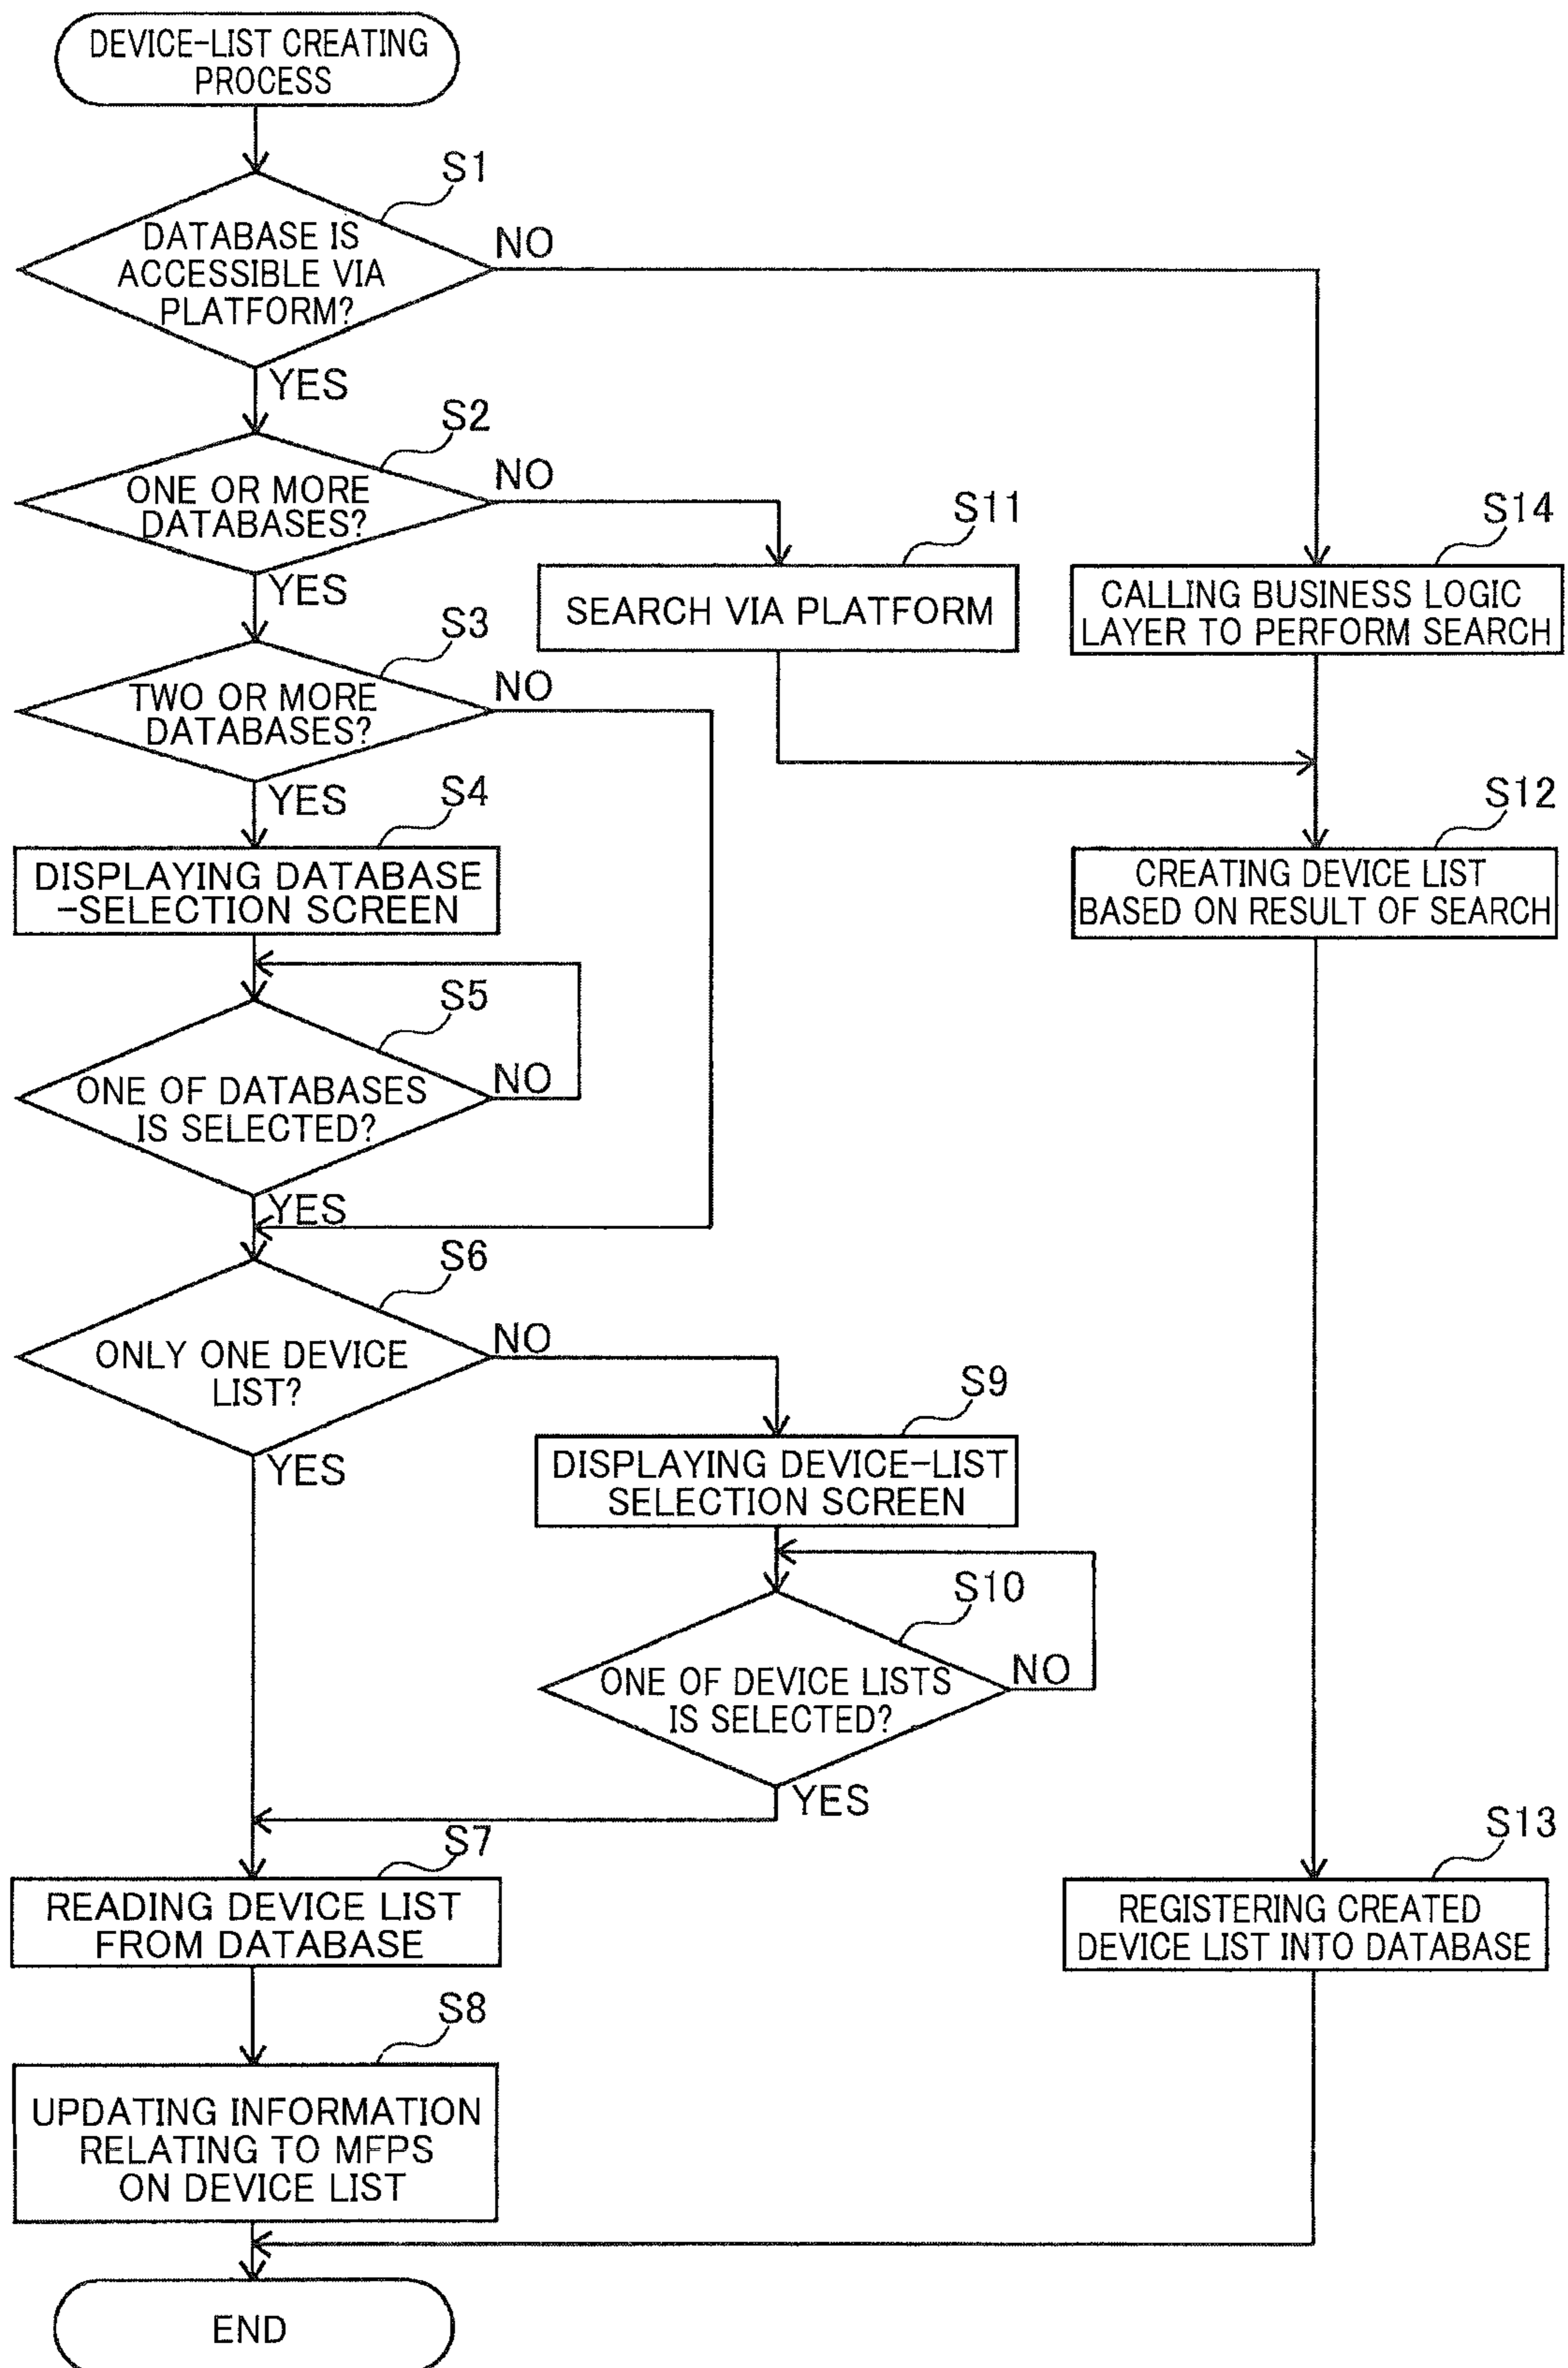 DEVICE-LIST CREATING
PROCESS
S1
DATABASE IS
ACCESSIBLE VIA
PLATFORM?
NO
YES
S2
ONE OR MORE
DATABASES?
NO
YES
S11
SEARCH VIA PLATFORM
S14
CALLING BUSINESS LOGIC
LAYER TO PERFORM SEARCH
S3
TWO OR MORE
DATABASES?
NO
YES
S4
DISPLAYING DATABASE
-SELECTION SCREEN
S12
CREATING DEVICE LIST
BASED ON RESULT OF SEARCH
S5
ONE OF DATABASES
IS SELECTED?
NO
YES
S6
ONLY ONE DEVICE
LIST?
NO
YES
S9
DISPLAYING DEVICE-LIST
SELECTION SCREEN
S10
ONE OF DEVICE LISTS
IS SELECTED?
NO
YES
S7
READING DEVICE LIST
FROM DATABASE
S13
REGISTERING CREATED
DEVICE LIST INTO DATABASE
S8
UPDATING INFORMATION
RELATING TO MFPS
ON DEVICE LIST
END